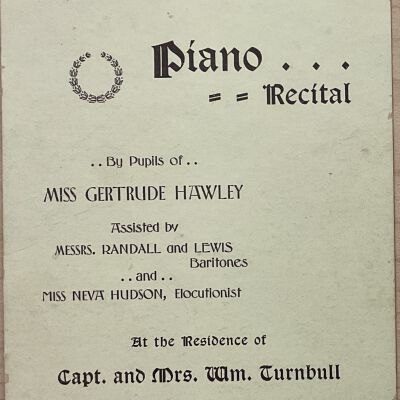 Piano . . .
= = Recital
. . By Pupils of . .
MISS GERTRUDE HAWLEY
Assisted by
MESSRS. RANDALL and LEWIS
Baritones
. . and . .
MISS NEVA HUDSON, Elocutionist
At the Residence of
Capt. and Mrs. Wm. Turnbull